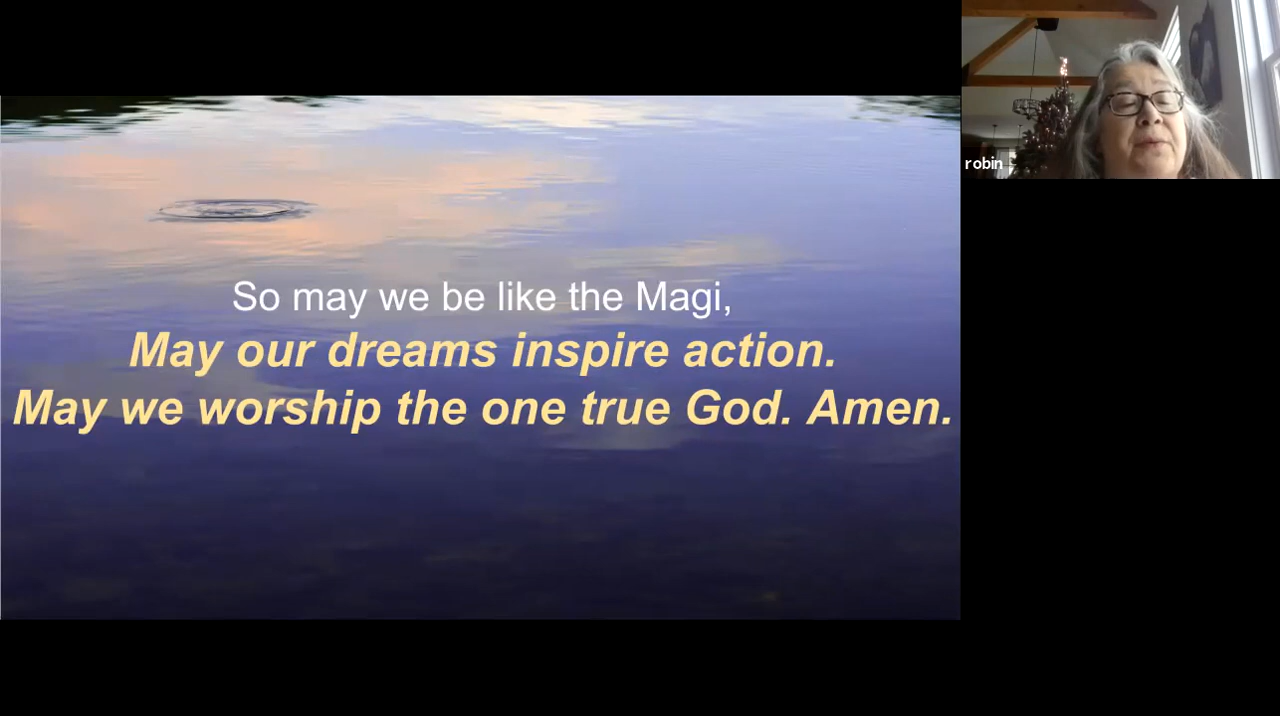 So may we be like the Magi,
May our dreams inspire action.
May we worship the one true God. Amen.
robin